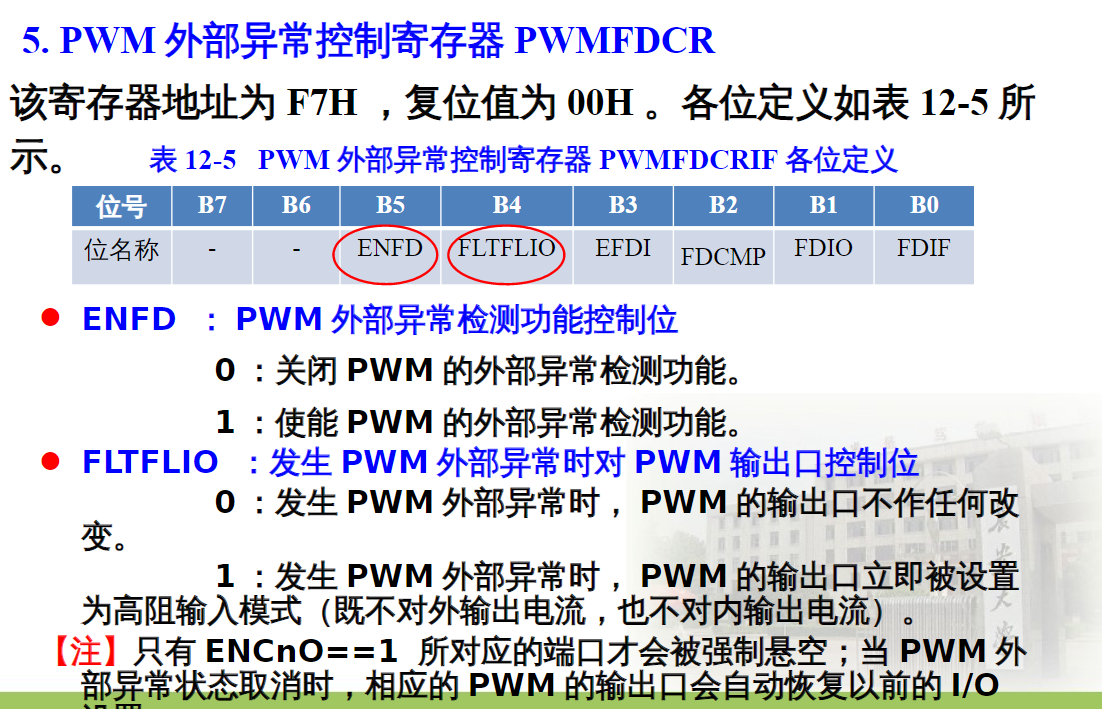 5. PWM 外部异常控制寄存器 PWMFDCR
该寄存器地址为 F7H ，复位值为 00H 。各位定义如表 12-5 所
示。
表 12-5 PWM 外部异常控制寄存器 PWMFDCRIF 各位定义
位号 B7 B6 B5 B4 B3 B2 B1 B0
位名称 - - ENFD FLTFLIO EFDI FDCMP FDIO FDIF
ENFD ：PWM 外部异常检测功能控制位
0 ：关闭 PWM 的外部异常检测功能。
1 ：使能 PWM 的外部异常检测功能。
FLTFLIO ：发生 PWM 外部异常时对 PWM 输出口控制位
0 ：发生 PWM 外部异常时， PWM 的输出口不作任何改
变。
1 ：发生 PWM 外部异常时， PWM 的输出口立即被设置
为高阻输入模式（既不对外输出电流，也不对内输出电流）。
【注】只有 ENCnO==1 所对应的端口才会被强制悬空；当 PWM 外
部异常状态取消时，相应的 PWM 的输出口会自动恢复以前的 I/O